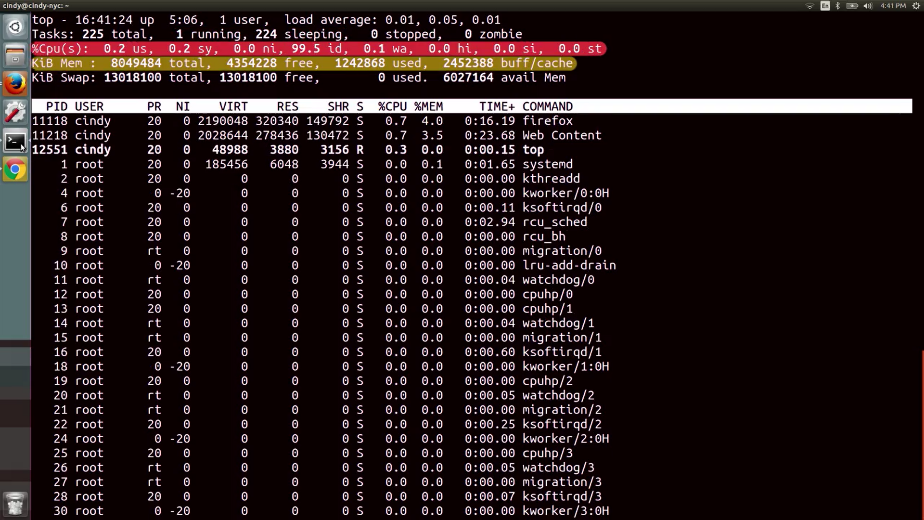 cindy@cindy-nyc: ~
En
4:41 PM
top - 16:41:24 up 5:06, 1 user, load average: 0.01, 0.05, 0.01
Tasks: 225 total, 1 running, 224 sleeping, 0 stopped, 0 zombie
%Cpu(s): 0.2 us, 0.2 sy, 0.0 ni, 99.5 id, 0.1 wa, 0.0 hi, 0.0 si, 0.0 st
KiB Mem : 8049484 total, 4354228 free, 1242868 used, 2452388 buff/cache
KiB Swap: 13018100 total, 13018100 free, 0 used. 6027164 avail Mem
PID USER PR NI VIRT RES SHR S %CPU %MEM TIME+ COMMAND
11118 cindy 20 0 2190048 320340 149792 S 0.7 4.0 0:16.19 firefox
11218 cindy 20 0 2028644 278436 130472 S 0.7 3.5 0:23.68 Web Content
12551 cindy 20 0 48988 3880 3156 R 0.3 0.0 0:00.15 top
1 root 20 0 185456 6048 3944 S 0.0 0.1 0:01.65 systemd
2 root 20 0 0 0 0 S 0.0 0.0 0:00.00 kthreadd
4 root 0 -20 0 0 0 S 0.0 0.0 0:00.00 kworker/0:0H
6 root 20 0 0 0 0 S 0.0 0.0 0:00.11 ksoftirqd/0
7 root 20 0 0 0 0 S 0.0 0.0 0:02.94 rcu_sched
8 root 20 0 0 0 0 S 0.0 0.0 0:00.00 rcu_bh
9 root rt 0 0 0 0 S 0.0 0.0 0:00.00 migration/0
10 root 0 -20 0 0 0 S 0.0 0.0 0:00.00 lru-add-drain
11 root rt 0 0 0 0 S 0.0 0.0 0:00.04 watchdog/0
12 root 20 0 0 0 0 S 0.0 0.0 0:00.00 cpuhp/0
13 root 20 0 0 0 0 S 0.0 0.0 0:00.00 cpuhp/1
14 root rt 0 0 0 0 S 0.0 0.0 0:00.04 watchdog/1
15 root rt 0 0 0 0 S 0.0 0.0 0:00.00 migration/1
16 root 20 0 0 0 0 S 0.0 0.0 0:00.60 ksoftirqd/1
18 root 0 -20 0 0 0 S 0.0 0.0 0:00.00 kworker/1:0H
19 root 20 0 0 0 0 S 0.0 0.0 0:00.00 cpuhp/2
20 root rt 0 0 0 0 S 0.0 0.0 0:00.05 watchdog/2
21 root rt 0 0 0 0 S 0.0 0.0 0:00.00 migration/2
22 root 20 0 0 0 0 S 0.0 0.0 0:00.25 ksoftirqd/2
24 root 0 -20 0 0 0 S 0.0 0.0 0:00.00 kworker/2:0H
25 root 20 0 0 0 0 S 0.0 0.0 0:00.00 cpuhp/3
26 root rt 0 0 0 0 S 0.0 0.0 0:00.05 watchdog/3
27 root rt 0 0 0 0 S 0.0 0.0 0:00.00 migration/3
28 root 20 0 0 0 0 S 0.0 0.0 0:00.07 ksoftirqd/3
30 root 0 -20 0 0 0 S 0.0 0.0 0:00.00 kworker/3:0H